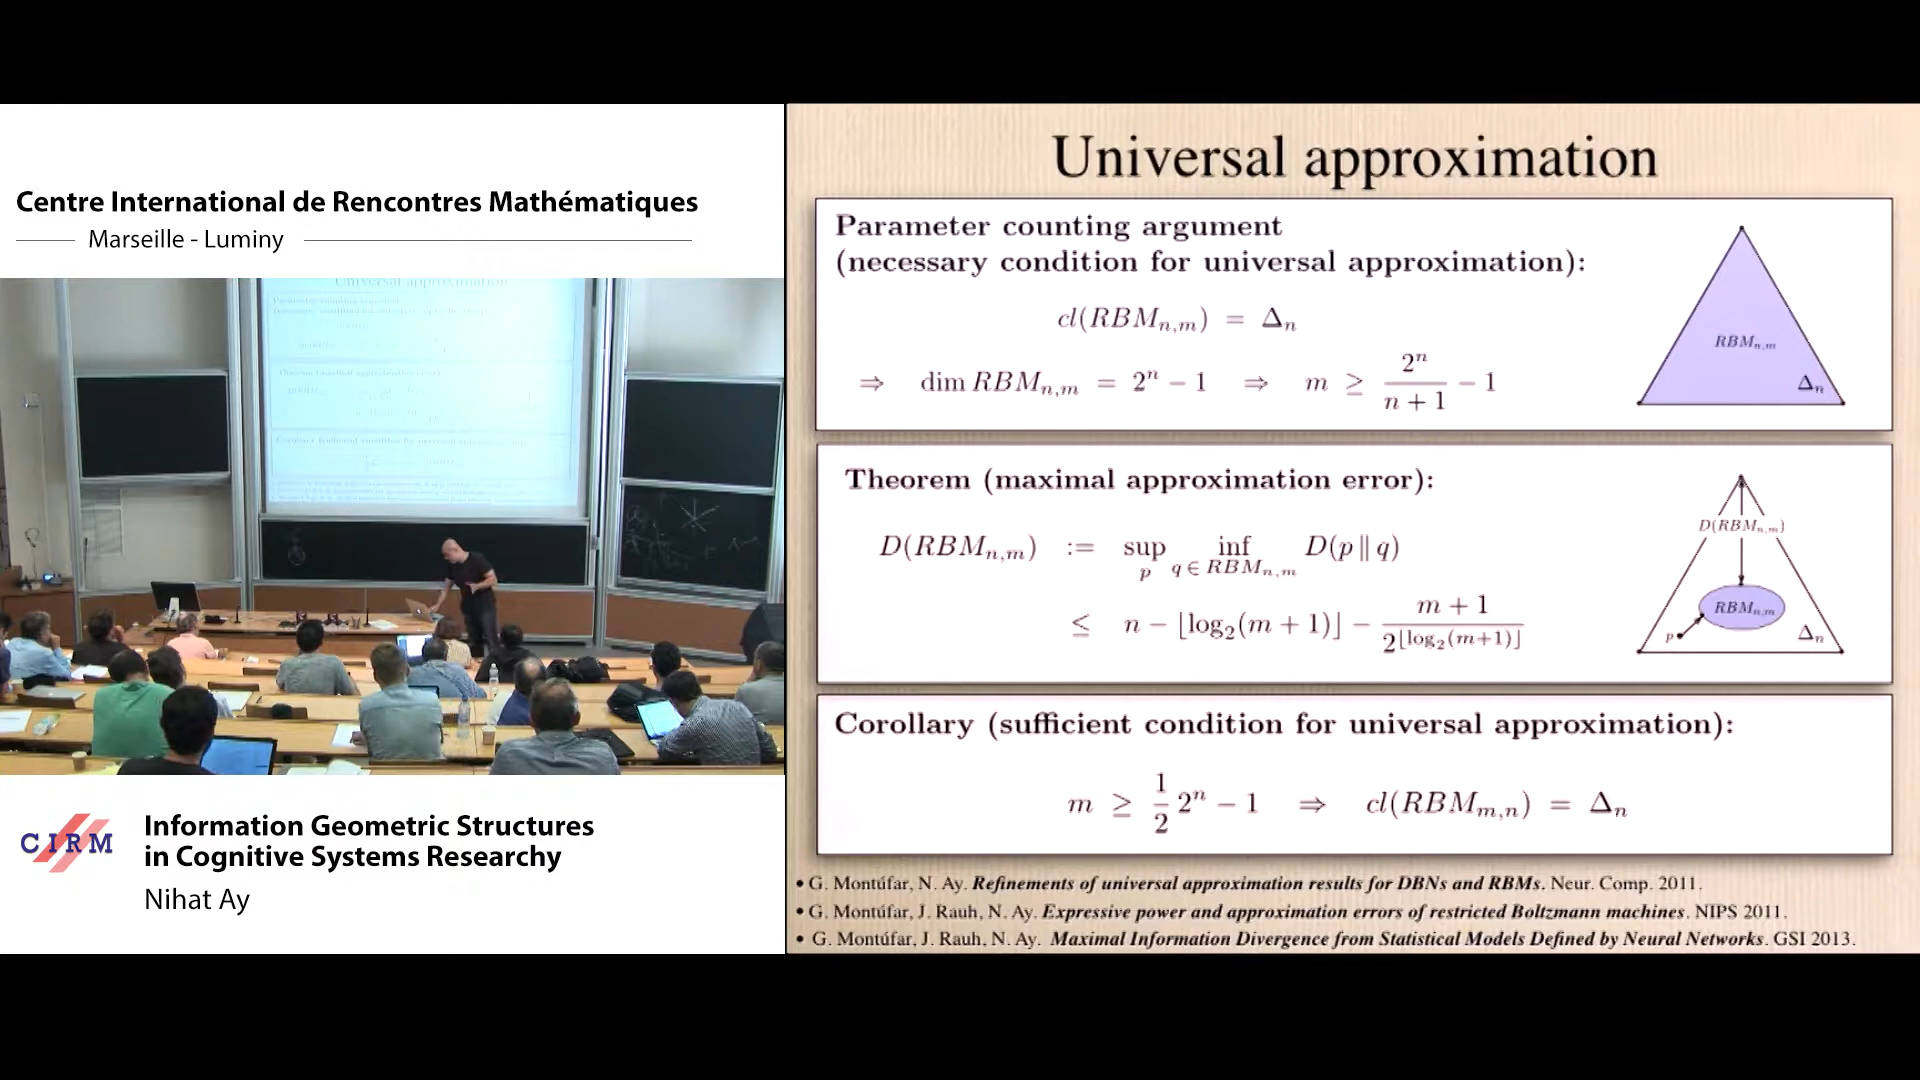 Centre International de Rencontres Mathématiques
Marseille - Luminy
CIRM
Information Geometric Structures
in Cognitive Systems Researchy
Nihat Ay
Universal approximation
Parameter counting argument
(necessary condition for universal approximation):
cl(RBM_{n,m}) = Δ_n
⇒ dim RBM_{n,m} = 2^n − 1 ⇒ m ≥ \frac{2^n}{n + 1} − 1
RBM_{n,m}
Δ_n
Theorem (maximal approximation error):
D(RBM_{n,m}) := sup_p inf_{q ∈ RBM_{n,m}} D(p ∥ q)
≤ n − ⌊log_2(m + 1)⌋ − \frac{m + 1}{2^{⌊log_2(m+1)⌋}}
D(RBM_{n,m})
RBM_{n,m}
p
Δ_n
Corollary (sufficient condition for universal approximation):
m ≥ \frac{1}{2} 2^n − 1 ⇒ cl(RBM_{m,n}) = Δ_n
• G. Montúfar, N. Ay. Refinements of universal approximation results for DBNs and RBMs. Neur. Comp. 2011.
• G. Montúfar, J. Rauh, N. Ay. Expressive power and approximation errors of restricted Boltzmann machines. NIPS 2011.
• G. Montúfar, J. Rauh, N. Ay. Maximal Information Divergence from Statistical Models Defined by Neural Networks. GSI 2013.